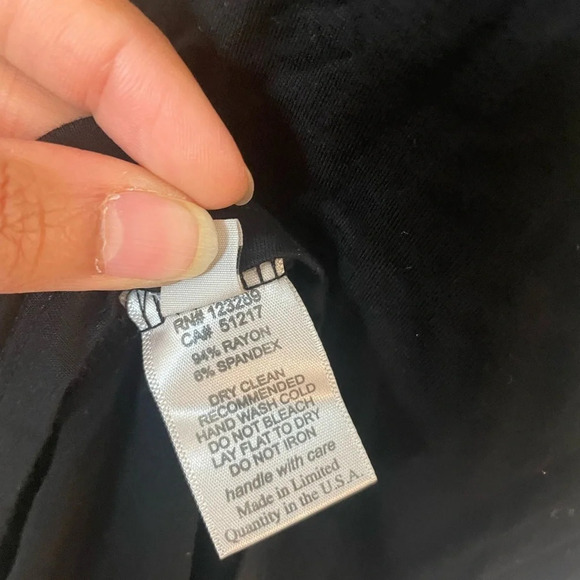 RN# 123289
CA# 51217
94% RAYON
6% SPANDEX
DRY CLEAN
RECOMMENDED
HAND WASH COLD
DO NOT BLEACH
LAY FLAT TO DRY
DO NOT IRON
handle with care
Made in Limited
Quantity in the U.S.A.